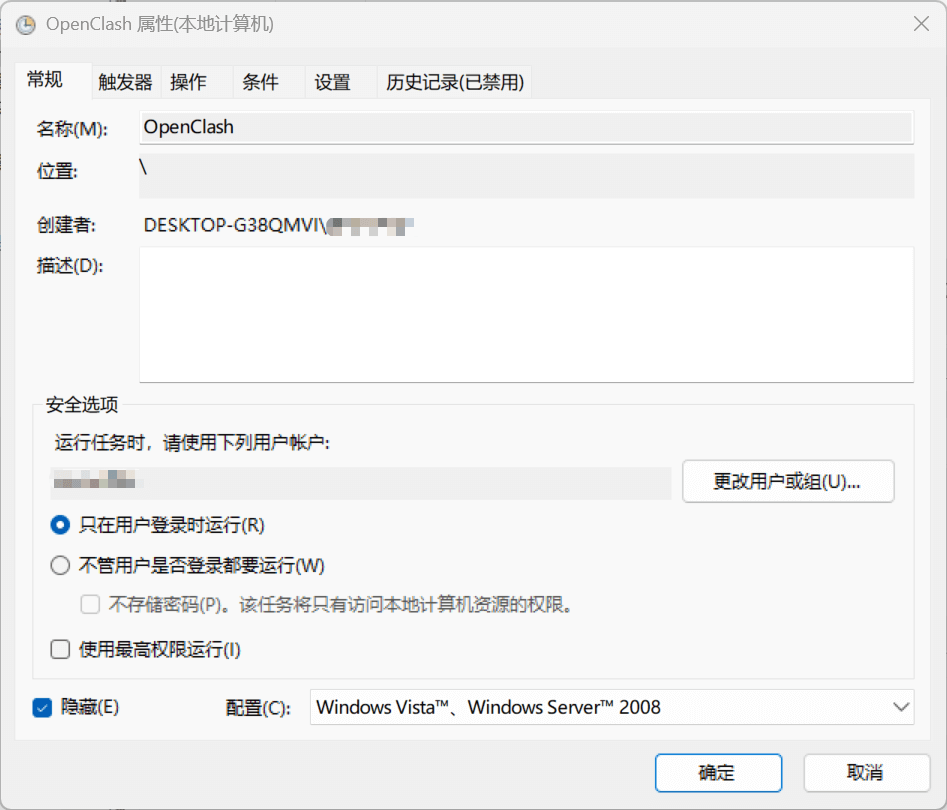 OpenClash 属性(本地计算机)
常规 触发器 操作 条件 设置 历史记录(已禁用)
名称(M): OpenClash
位置: \
创建者: DESKTOP-G38QMVI\
描述(D):
安全选项
运行任务时，请使用下列用户帐户:
更改用户或组(U)...
只在用户登录时运行(R)
不管用户是否登录都要运行(W)
不存储密码(P)。该任务将只有访问本地计算机资源的权限。
使用最高权限运行(I)
隐藏(E) 配置(C): Windows Vista™、Windows Server™ 2008
确定 取消